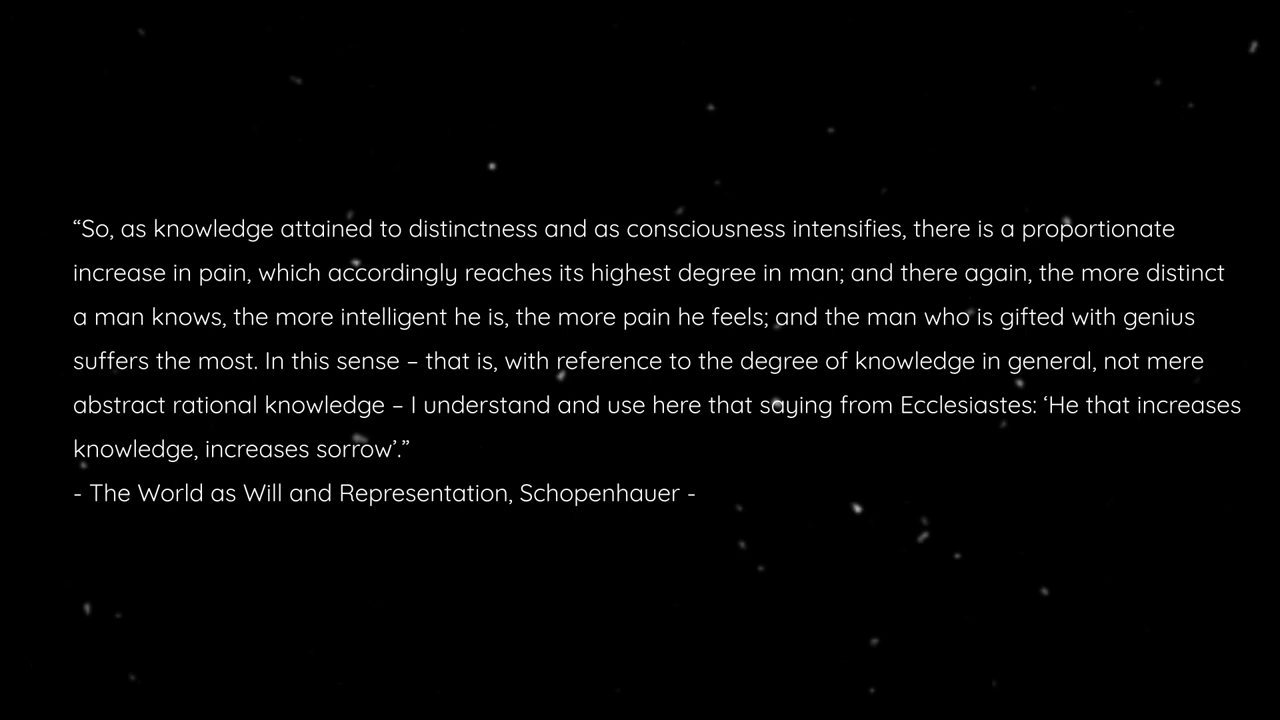 “So, as knowledge attained to distinctness and as consciousness intensifies, there is a proportionate
increase in pain, which accordingly reaches its highest degree in man; and there again, the more distinct
a man knows, the more intelligent he is, the more pain he feels; and the man who is gifted with genius
suffers the most. In this sense – that is, with reference to the degree of knowledge in general, not mere
abstract rational knowledge – I understand and use here that saying from Ecclesiastes: ‘He that increases
knowledge, increases sorrow’.”
- The World as Will and Representation, Schopenhauer -